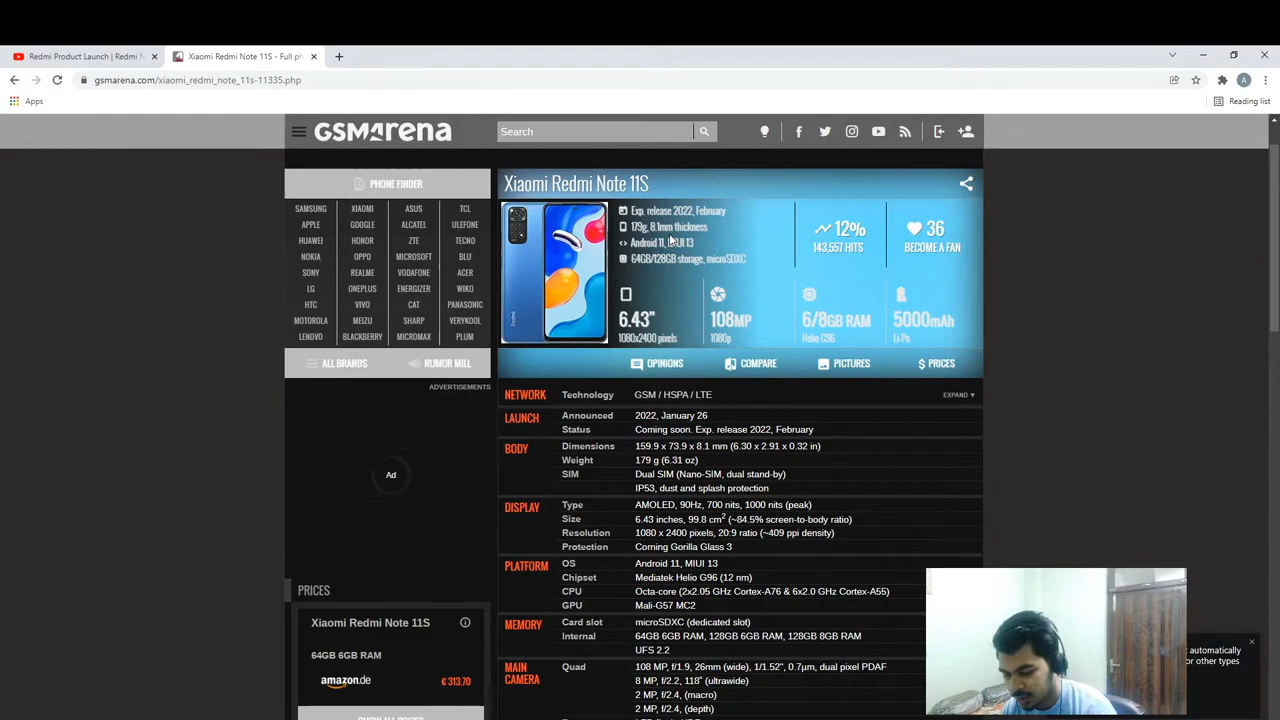 Redmi Product Launch | Redmi N
Xiaomi Redmi Note 11S - Full ph
gsmarena.com/xiaomi_redmi_note_11s-11335.php
A
Apps
Reading list
GSMArena
Search
PHONE FINDER
SAMSUNG XIAOMI ASUS TCL
APPLE GOOGLE ALCATEL ULEFONE
HUAWEI HONOR ZTE TECNO
NOKIA OPPO MICROSOFT BLU
SONY REALME VODAFONE ACER
LG ONEPLUS ENERGIZER WIKO
HTC VIVO CAT PANASONIC
MOTOROLA MEIZU SHARP VERYKOOL
LENOVO BLACKBERRY MICROMAX PLUM
ALL BRANDS RUMOR MILL
ADVERTISEMENTS
Ad
PRICES
Xiaomi Redmi Note 11S
64GB 6GB RAM
amazon.de € 313.70
SHOW ALL PRICES
Xiaomi Redmi Note 11S
Redmi
Exp. release 2022, February
179g, 8.1mm thickness
Android 11, MIUI 13
64GB/128GB storage, microSDXC
12%
143,557 HITS
36
BECOME A FAN
6.43"
1080x2400 pixels
108MP
1080p
6/8GB RAM
Helio G96
5000mAh
Li-Po
OPINIONS COMPARE PICTURES PRICES
NETWORK Technology GSM / HSPA / LTE EXPAND ▼
LAUNCH Announced 2022, January 26
Status Coming soon. Exp. release 2022, February
BODY Dimensions 159.9 x 73.9 x 8.1 mm (6.30 x 2.91 x 0.32 in)
Weight 179 g (6.31 oz)
SIM Dual SIM (Nano-SIM, dual stand-by)
IP53, dust and splash protection
DISPLAY Type AMOLED, 90Hz, 700 nits, 1000 nits (peak)
Size 6.43 inches, 99.8 cm2 (~84.5% screen-to-body ratio)
Resolution 1080 x 2400 pixels, 20:9 ratio (~409 ppi density)
Protection Corning Gorilla Glass 3
PLATFORM OS Android 11, MIUI 13
Chipset Mediatek Helio G96 (12 nm)
CPU Octa-core (2x2.05 GHz Cortex-A76 & 6x2.0 GHz Cortex-A55)
GPU Mali-G57 MC2
MEMORY Card slot microSDXC (dedicated slot)
Internal 64GB 6GB RAM, 128GB 6GB RAM, 128GB 8GB RAM
UFS 2.2
MAIN CAMERA Quad 108 MP, f/1.9, 26mm (wide), 1/1.52", 0.7µm, dual pixel PDAF
8 MP, f/2.2, 118˚ (ultrawide)
2 MP, f/2.4, (macro)
2 MP, f/2.4, (depth)
automatically
or other types